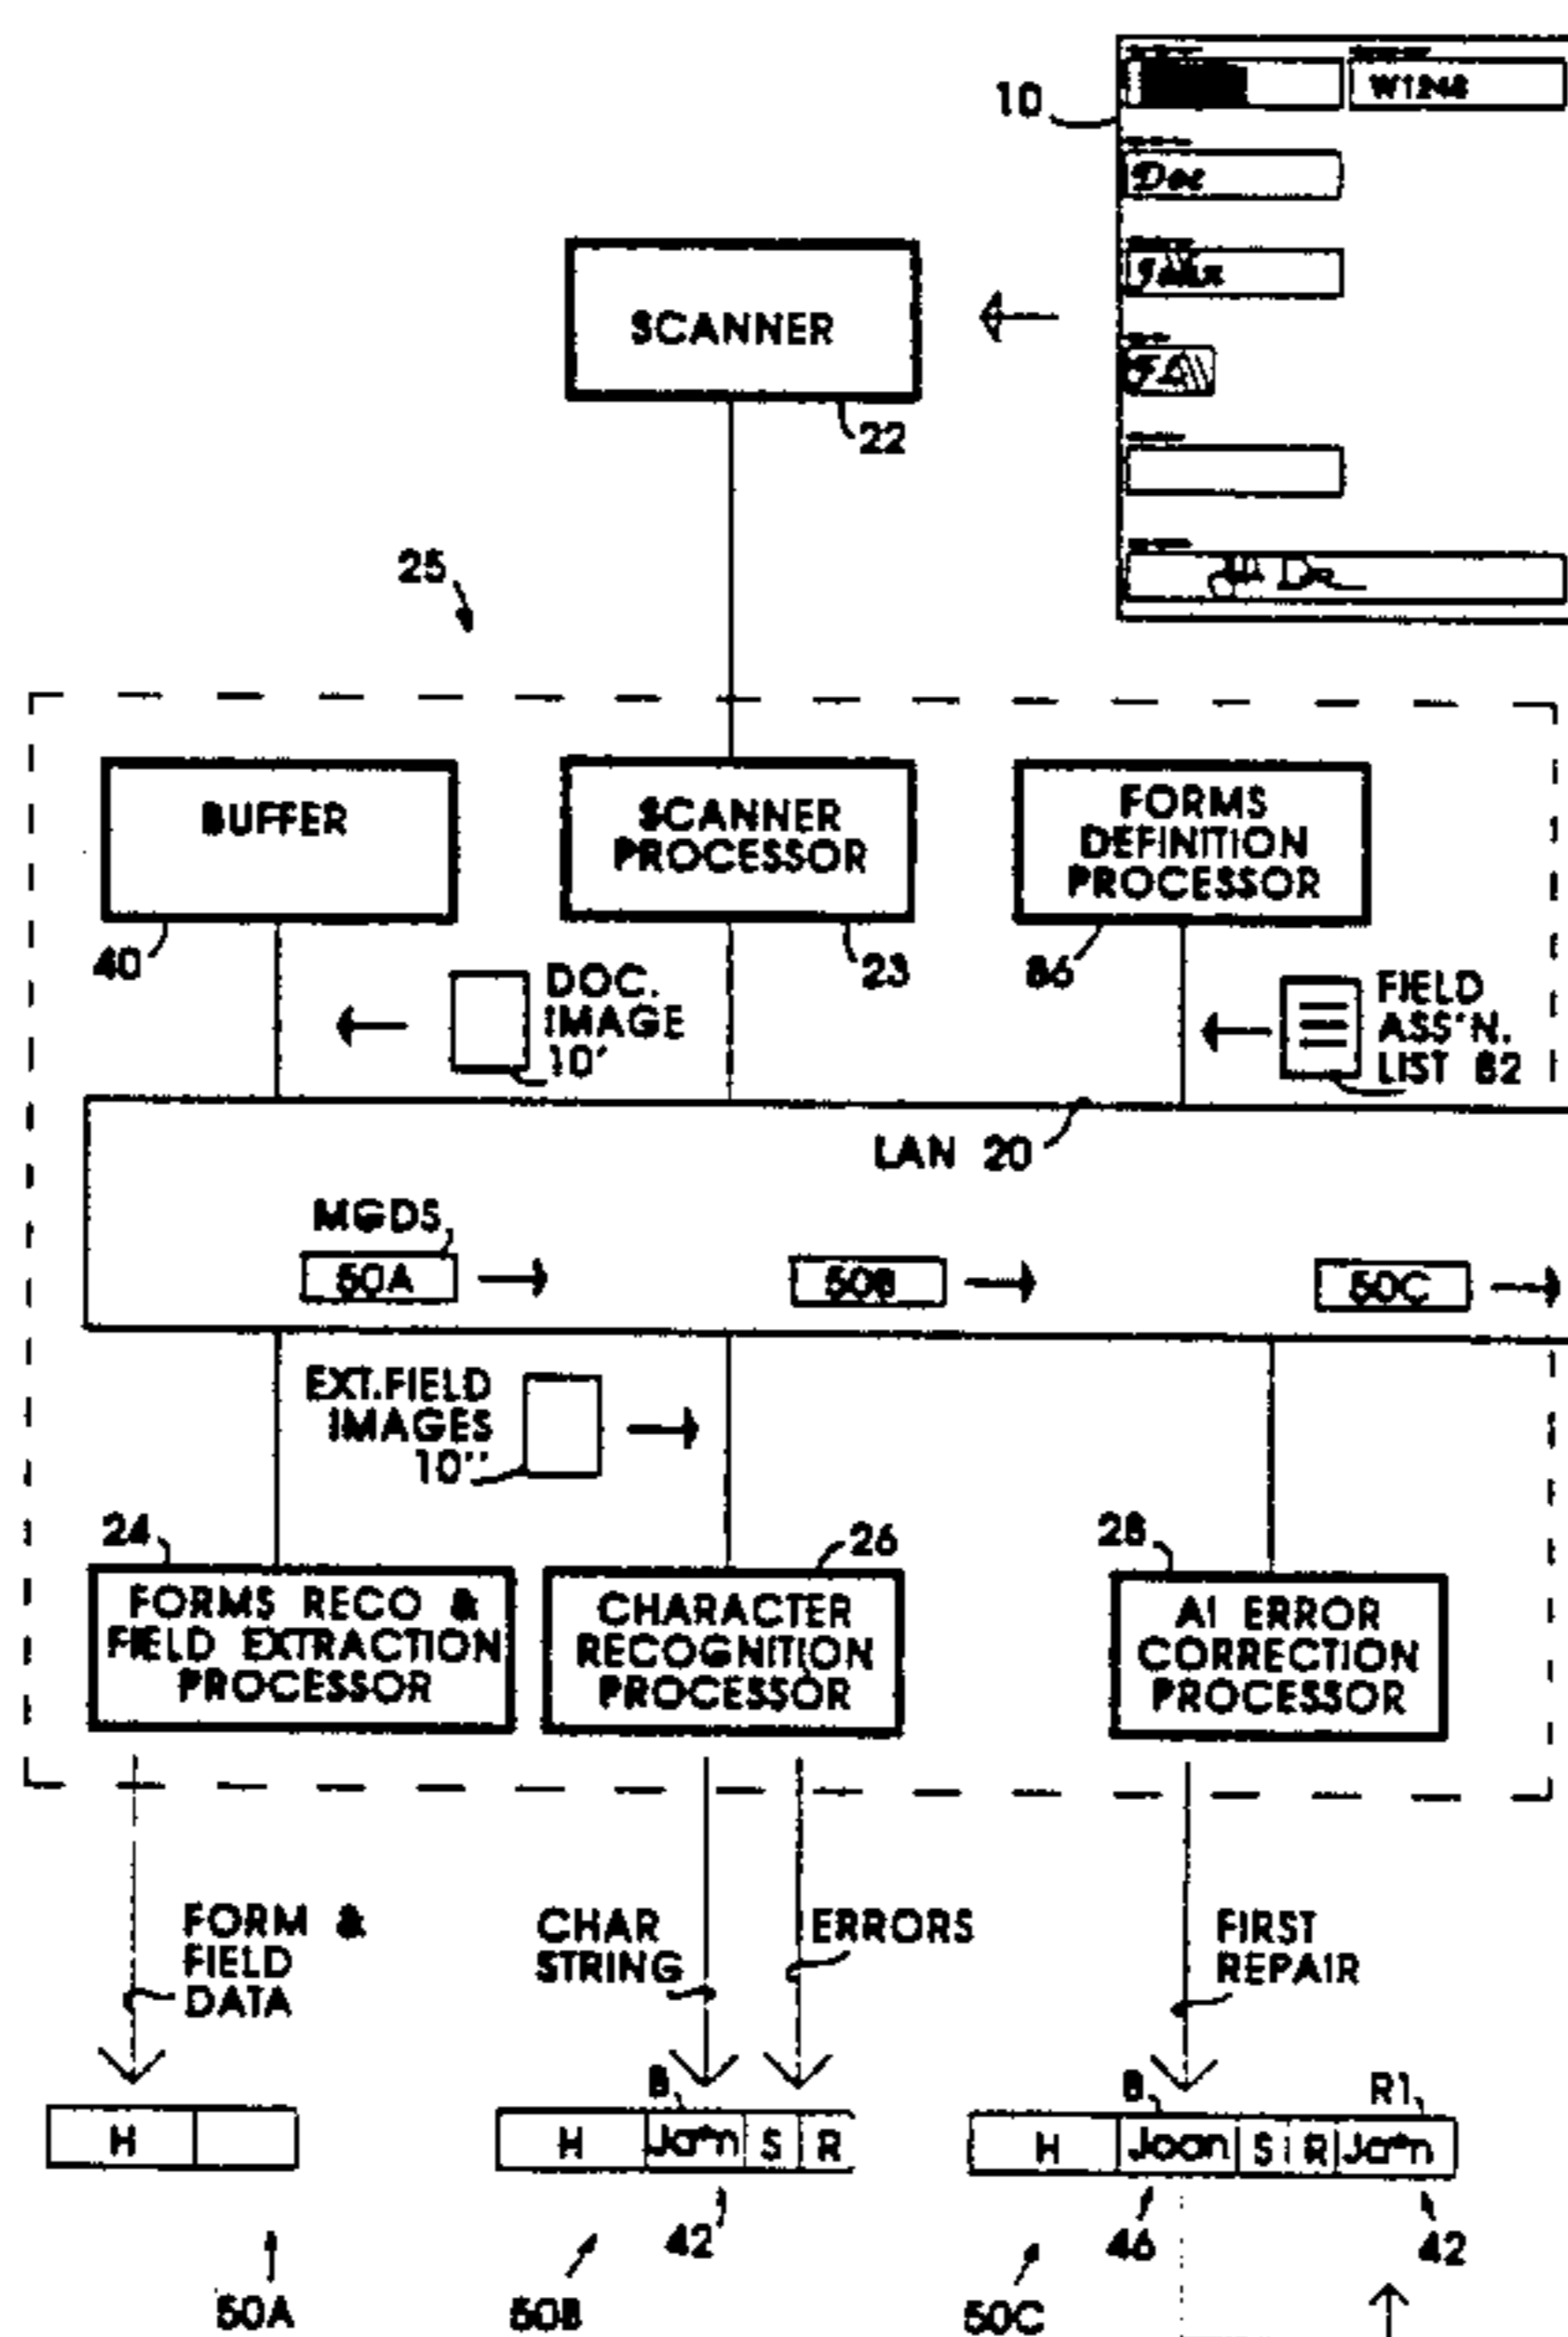 10
W1248
Doe
SCANNER
22
25
BUFFER
SCANNER
PROCESSOR
FORMS
DEFINITION
PROCESSOR
40
23
86
DOC.
IMAGE
10'
FIELD
ASS'N.
LIST 82
LAN 20
MGDS
50A
50B
50C
EXT.FIELD
IMAGES
10''
24
26
28
FORMS RECO &
FIELD EXTRACTION
PROCESSOR
CHARACTER
RECOGNITION
PROCESSOR
AI ERROR
CORRECTION
PROCESSOR
FORM &
FIELD
DATA
CHAR
STRING
ERRORS
FIRST
REPAIR
B
B
R1
H
H Ja*n S R
H Joan S R Ja*n
42
46
42
50A
50B
50C